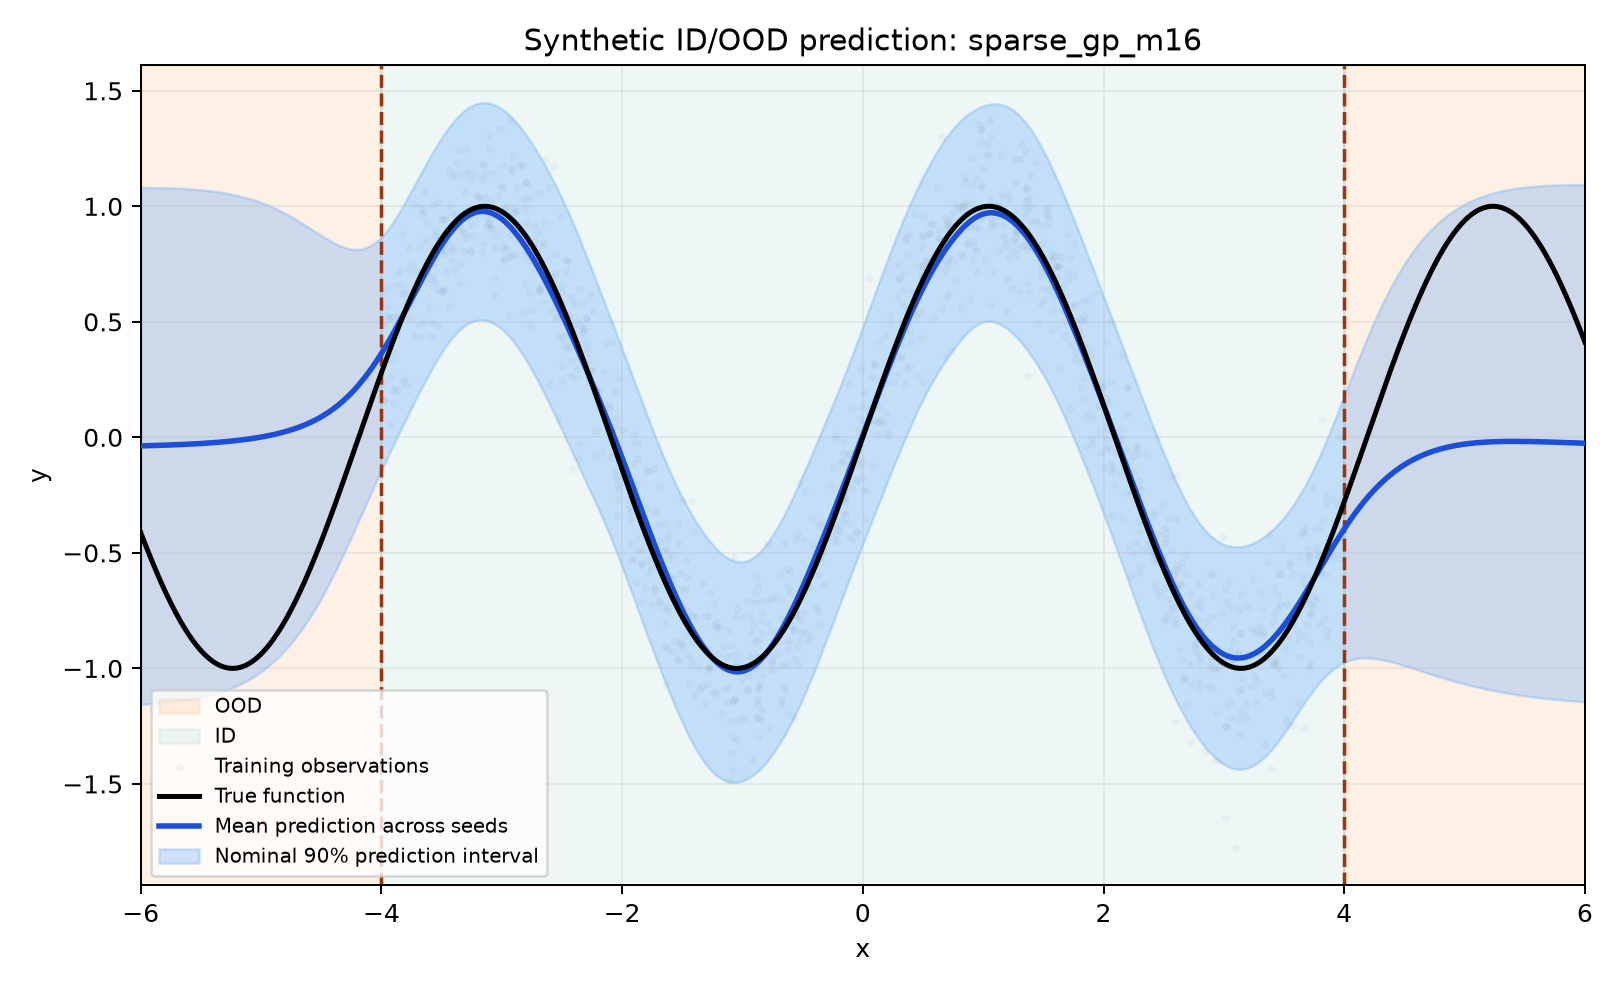 Synthetic ID/OOD prediction: sparse_gp_m16
1.5
1.0
0.5
0.0
−0.5
−1.0
−1.5
y
OOD
ID
Training observations
True function
Mean prediction across seeds
Nominal 90% prediction interval
−6 −4 −2 0 2 4 6
x